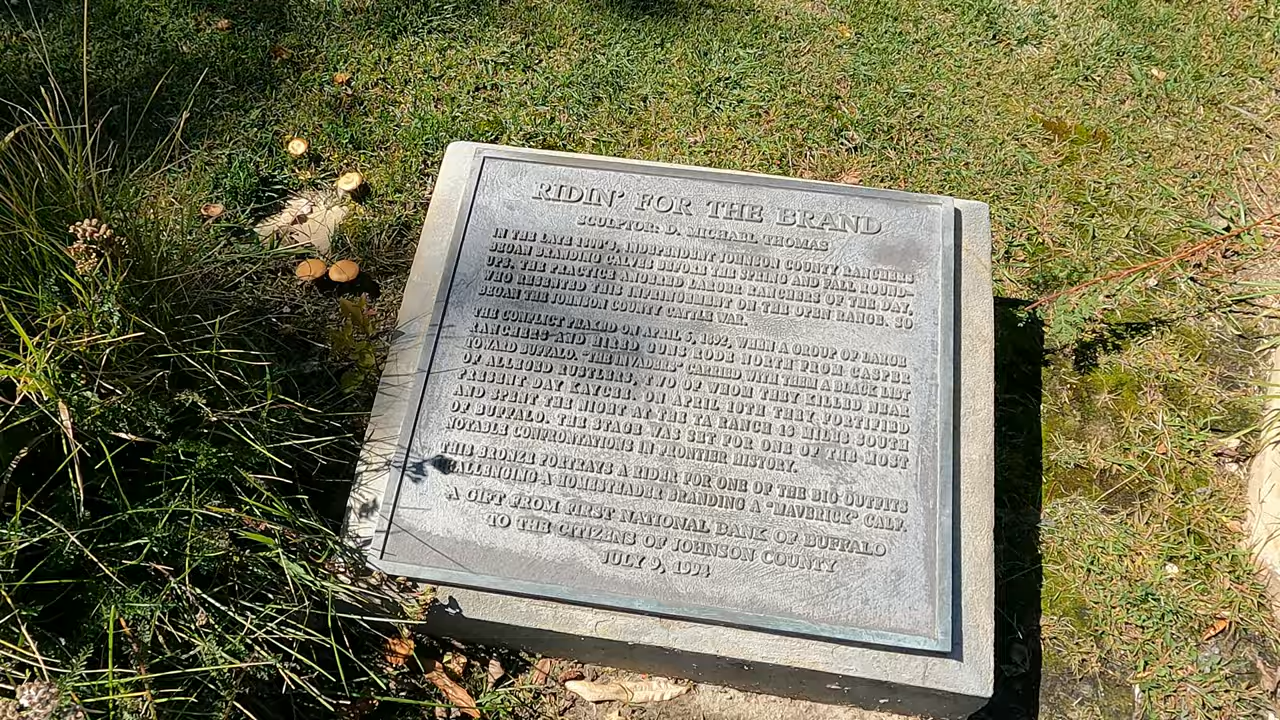 RIDIN' FOR THE BRAND
SCULPTOR: D. MICHAEL THOMAS
IN THE LATE 1800'S, INDEPENDENT JOHNSON COUNTY RANCHERS
BEGAN BRANDING CALVES BEFORE THE SPRING AND FALL ROUND-
UPS. THE PRACTICE ANGERED LARGER RANCHERS OF THE DAY,
WHO RESENTED THIS INFRINGEMENT ON THE OPEN RANGE. SO
BEGAN THE JOHNSON COUNTY CATTLE WAR.
THE CONFLICT PEAKED ON APRIL 5, 1892, WHEN A GROUP OF LARGE
RANCHERS AND HIRED GUNS RODE NORTH FROM CASPER
TOWARD BUFFALO. "THE INVADERS" CARRIED WITH THEM A BLACK LIST
OF ALLEGED RUSTLERS, TWO OF WHOM THEY KILLED NEAR
PRESENT DAY KAYCEE. ON APRIL 10TH THEY FORTIFIED
AND SPENT THE NIGHT AT THE TA RANCH 13 MILES SOUTH
OF BUFFALO. THE STAGE WAS SET FOR ONE OF THE MOST
NOTABLE CONFRONTATIONS IN FRONTIER HISTORY.
THIS BRONZE PORTRAYS A RIDER FOR ONE OF THE BIG OUTFITS
CHALLENGING A HOMESTEADER BRANDING A "MAVERICK" CALF.
A GIFT FROM FIRST NATIONAL BANK OF BUFFALO
TO THE CITIZENS OF JOHNSON COUNTY
JULY 9, 1994